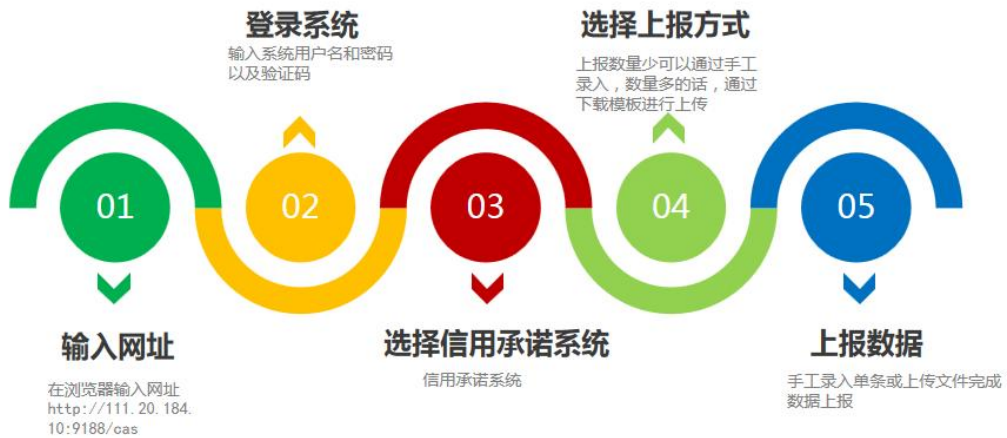 登录系统
输入系统用户名和密码
以及验证码
选择上报方式
上报数量少可以通过手工
录入，数量多的话，通过
下载模板进行上传
01
02
03
04
05
输入网址
在浏览器输入网址
http://111.20.184.
10:9188/cas
选择信用承诺系统
信用承诺系统
上报数据
手工录入单条或上传文件完成
数据上报